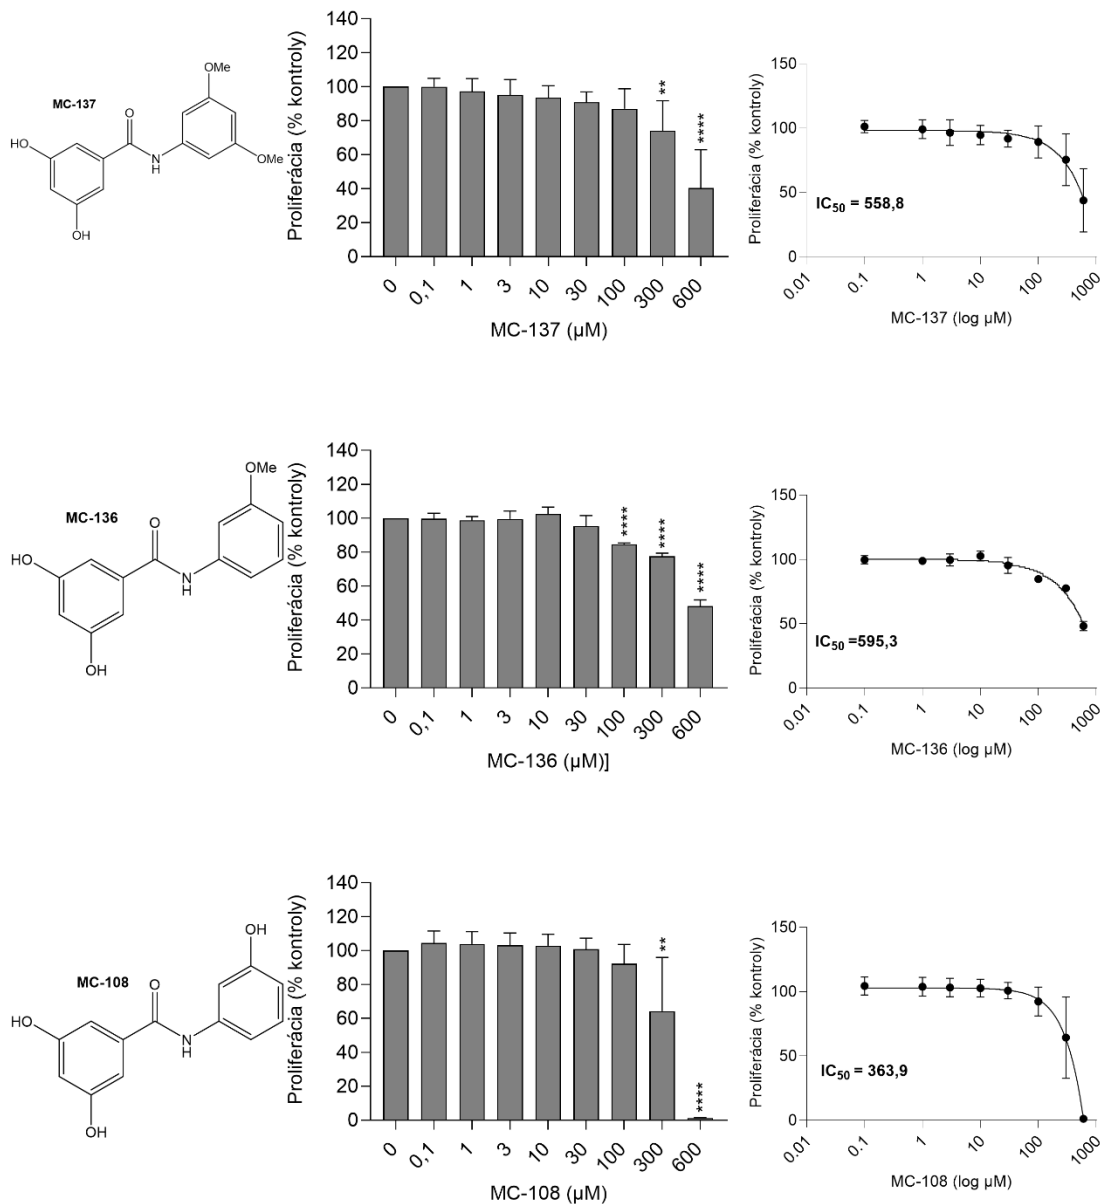 MC-137
HO
OH
O
N
H
OMe
OMe
Proliferácia (% kontroly)
140
120
100
80
60
40
20
0
**
****
0
0,1
1
3
10
30
100
300
600
MC-137 (µM)
Proliferácia (% kontroly)
150
100
50
0
IC50 = 558,8
0.01
0.1
1
10
100
1000
MC-137 (log µM)
MC-136
HO
OH
O
N
H
OMe
Proliferácia (% kontroly)
140
120
100
80
60
40
20
0
****
****
****
0
0,1
1
3
10
30
100
300
600
MC-136 (µM)]
Proliferácia (% kontroly)
150
100
50
0
IC50 =595,3
0.01
0.1
1
10
100
1000
MC-136 (log µM)
MC-108
HO
OH
O
N
H
OH
Proliferácia (% kontroly)
140
120
100
80
60
40
20
0
**
****
0
0,1
1
3
10
30
100
300
600
MC-108 (µM)
Proliferácia (% kontroly)
150
100
50
0
IC50 = 363,9
0.01
0.1
1
10
100
1000
MC-108 (log µM)